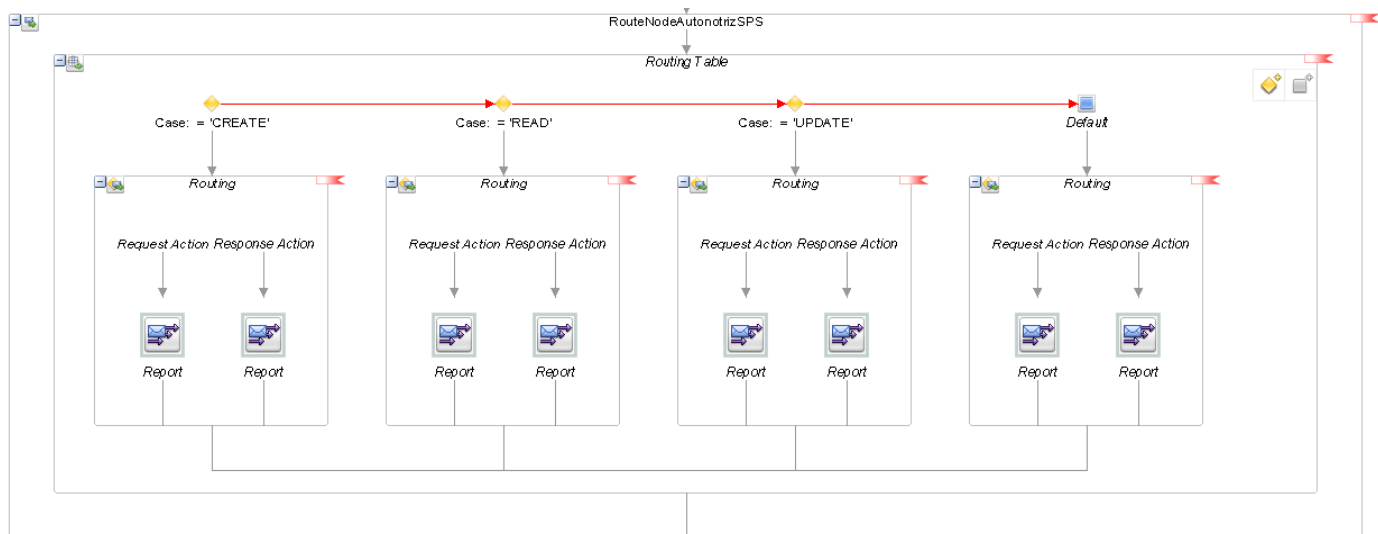 RouteNodeAutonotrizSPS
Routing Table
Case: = 'CREATE'
Case: = 'READ'
Case: = 'UPDATE'
Default
Routing
Routing
Routing
Routing
Request Action Response Action
Request Action Response Action
Request Action Response Action
Request Action Response Action
Report Report
Report Report
Report Report
Report Report